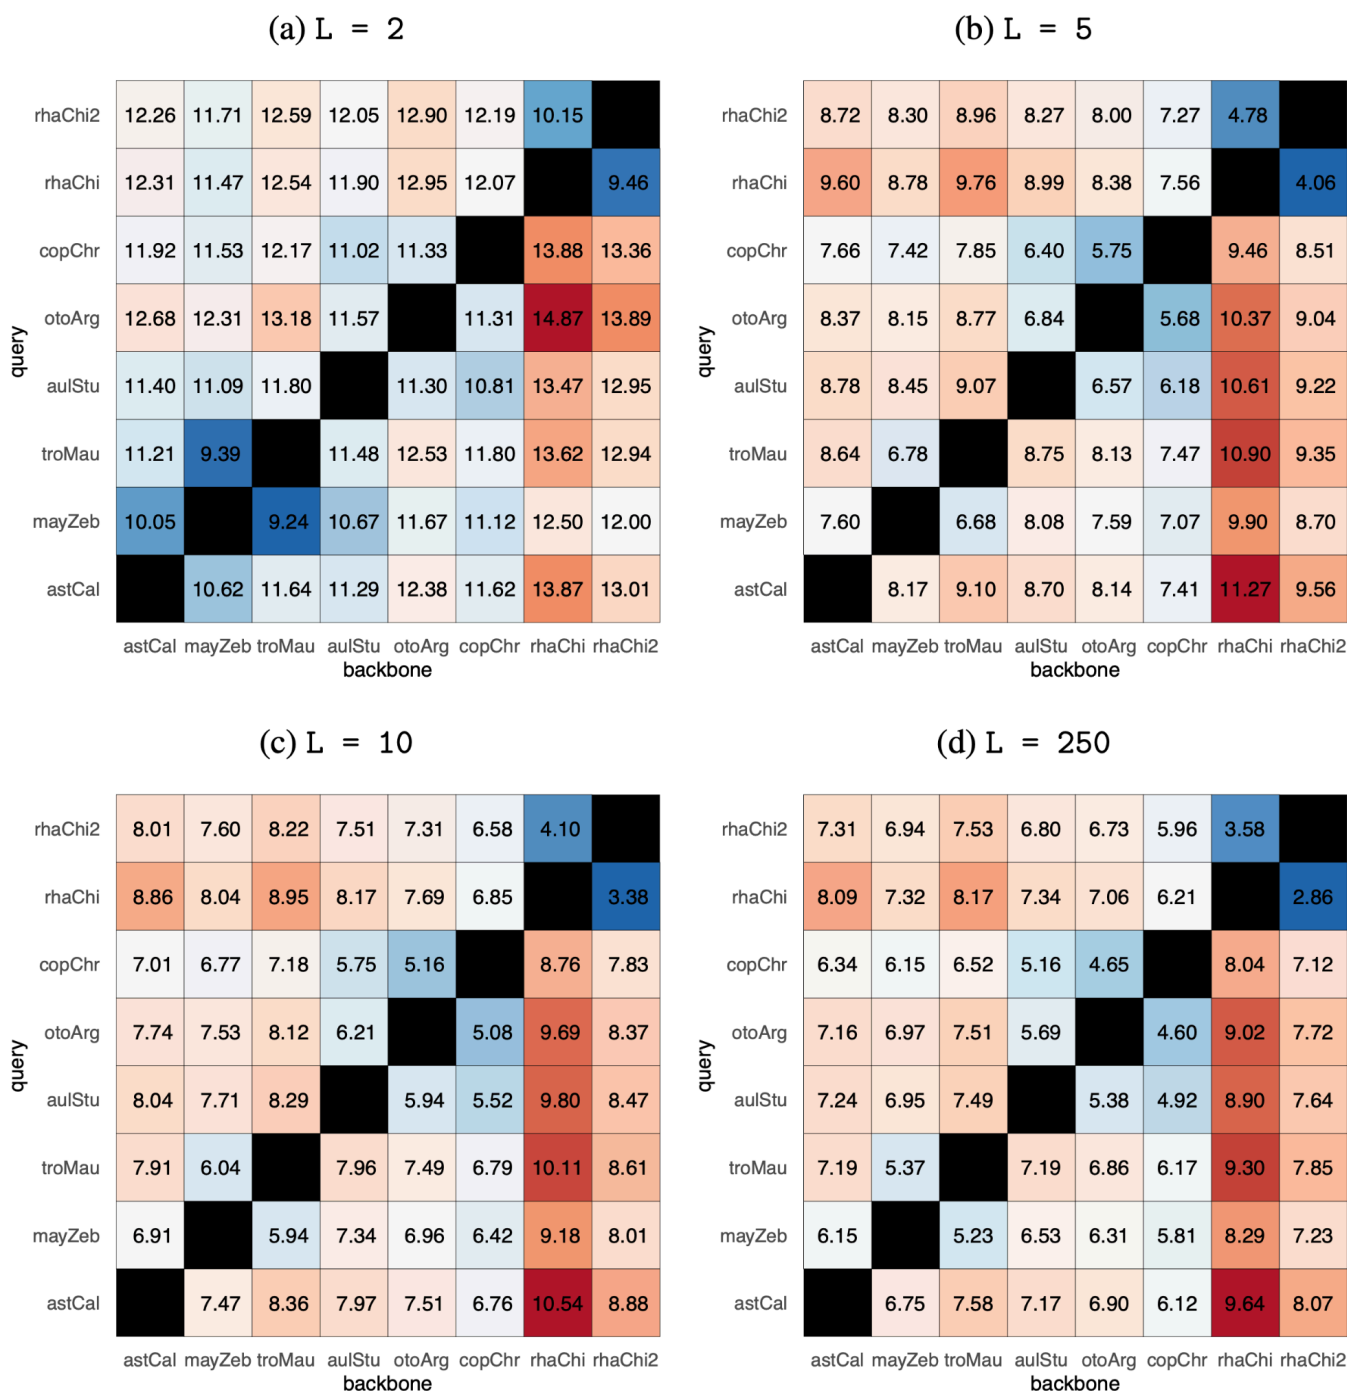 (a) L = 2
(b) L = 5
rhaChi2 12.26 11.71 12.59 12.05 12.90 12.19 10.15
rhaChi 12.31 11.47 12.54 11.90 12.95 12.07 9.46
copChr 11.92 11.53 12.17 11.02 11.33 13.88 13.36
otoArg 12.68 12.31 13.18 11.57 11.31 14.87 13.89
aulStu 11.40 11.09 11.80 11.30 10.81 13.47 12.95
troMau 11.21 9.39 11.48 12.53 11.80 13.62 12.94
mayZeb 10.05 9.24 10.67 11.67 11.12 12.50 12.00
astCal 10.62 11.64 11.29 12.38 11.62 13.87 13.01
astCal mayZeb troMau aulStu otoArg copChr rhaChi rhaChi2
backbone
query
rhaChi2 8.72 8.30 8.96 8.27 8.00 7.27 4.78
rhaChi 9.60 8.78 9.76 8.99 8.38 7.56 4.06
copChr 7.66 7.42 7.85 6.40 5.75 9.46 8.51
otoArg 8.37 8.15 8.77 6.84 5.68 10.37 9.04
aulStu 8.78 8.45 9.07 6.57 6.18 10.61 9.22
troMau 8.64 6.78 8.75 8.13 7.47 10.90 9.35
mayZeb 7.60 6.68 8.08 7.59 7.07 9.90 8.70
astCal 8.17 9.10 8.70 8.14 7.41 11.27 9.56
astCal mayZeb troMau aulStu otoArg copChr rhaChi rhaChi2
backbone
query
(c) L = 10
(d) L = 250
rhaChi2 8.01 7.60 8.22 7.51 7.31 6.58 4.10
rhaChi 8.86 8.04 8.95 8.17 7.69 6.85 3.38
copChr 7.01 6.77 7.18 5.75 5.16 8.76 7.83
otoArg 7.74 7.53 8.12 6.21 5.08 9.69 8.37
aulStu 8.04 7.71 8.29 5.94 5.52 9.80 8.47
troMau 7.91 6.04 7.96 7.49 6.79 10.11 8.61
mayZeb 6.91 5.94 7.34 6.96 6.42 9.18 8.01
astCal 7.47 8.36 7.97 7.51 6.76 10.54 8.88
astCal mayZeb troMau aulStu otoArg copChr rhaChi rhaChi2
backbone
query
rhaChi2 7.31 6.94 7.53 6.80 6.73 5.96 3.58
rhaChi 8.09 7.32 8.17 7.34 7.06 6.21 2.86
copChr 6.34 6.15 6.52 5.16 4.65 8.04 7.12
otoArg 7.16 6.97 7.51 5.69 4.60 9.02 7.72
aulStu 7.24 6.95 7.49 5.38 4.92 8.90 7.64
troMau 7.19 5.37 7.19 6.86 6.17 9.30 7.85
mayZeb 6.15 5.23 6.53 6.31 5.81 8.29 7.23
astCal 6.75 7.58 7.17 6.90 6.12 9.64 8.07
astCal mayZeb troMau aulStu otoArg copChr rhaChi rhaChi2
backbone
query